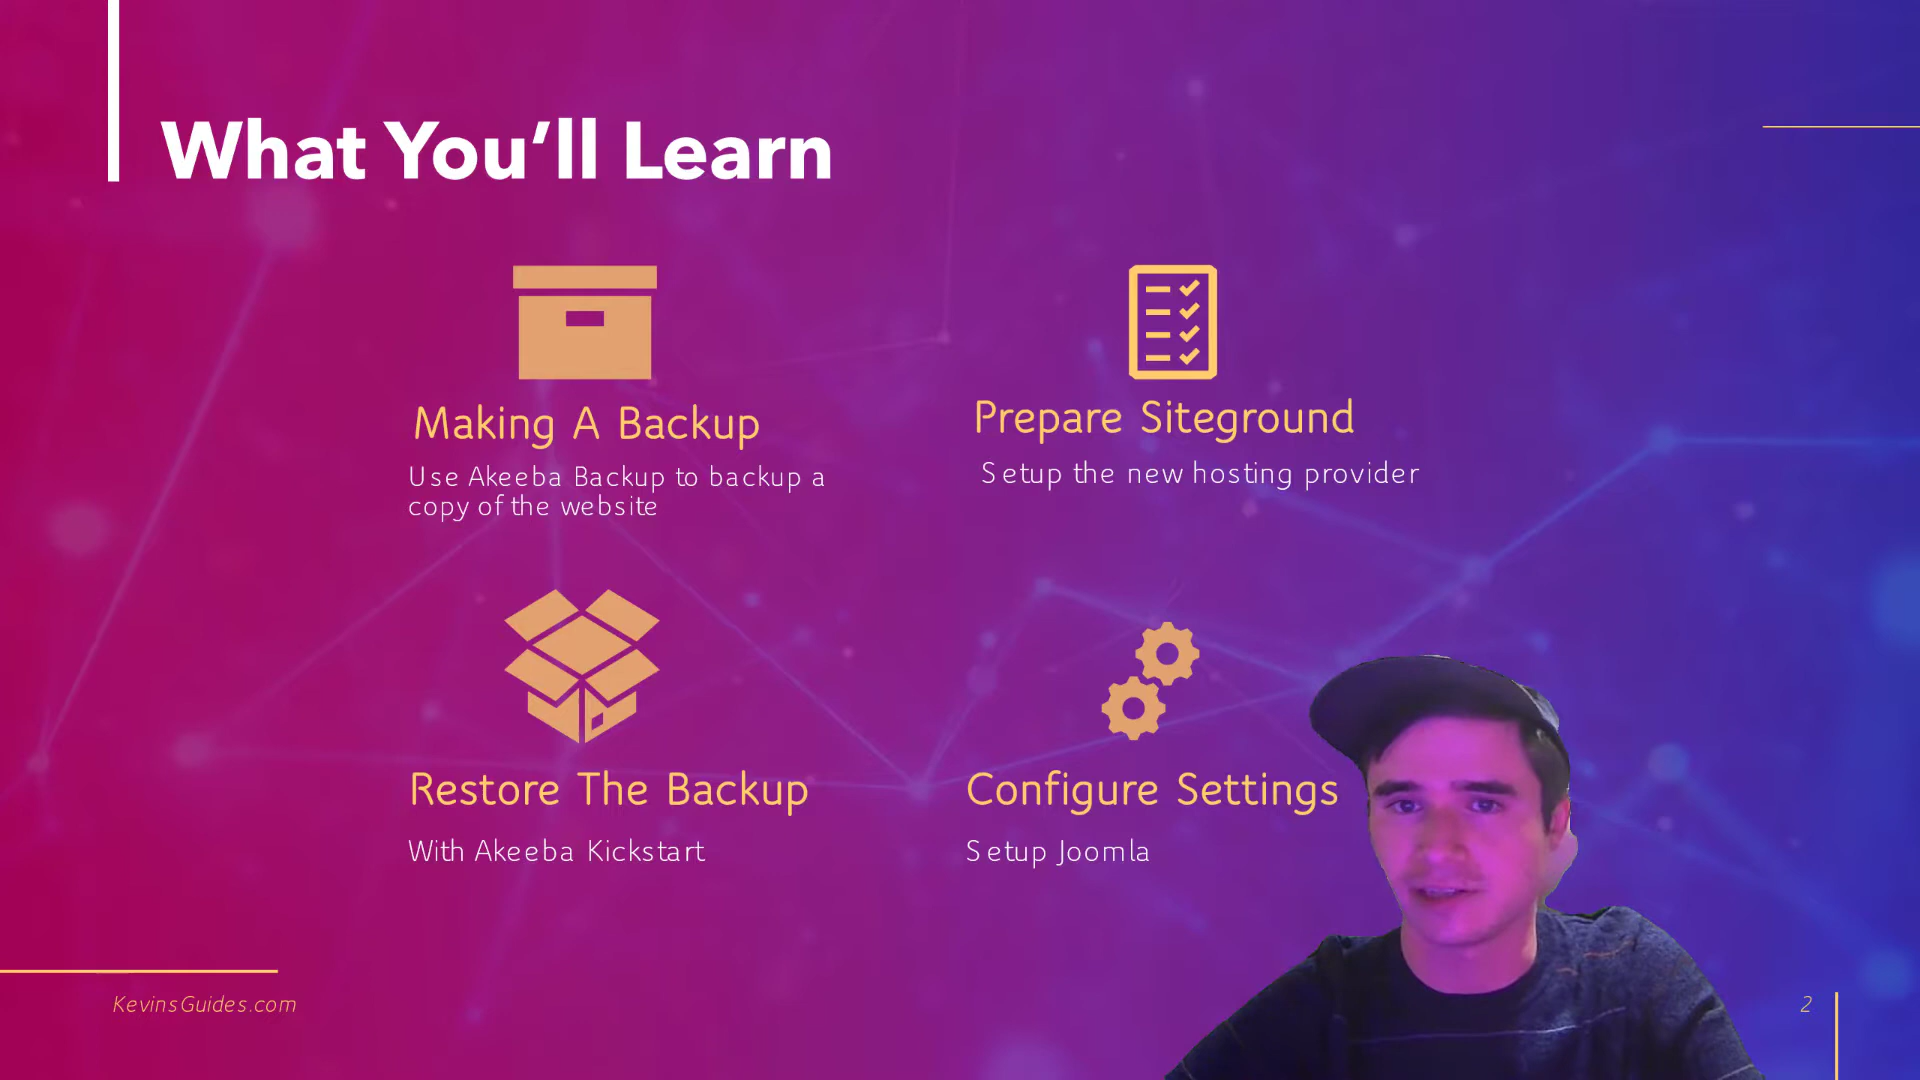 What You’ll Learn
Making A Backup
Use Akeeba Backup to backup a
copy of the website
Prepare Siteground
Setup the new hosting provider
Restore The Backup
With Akeeba Kickstart
Configure Settings
Setup Joomla
KevinsGuides.com
2